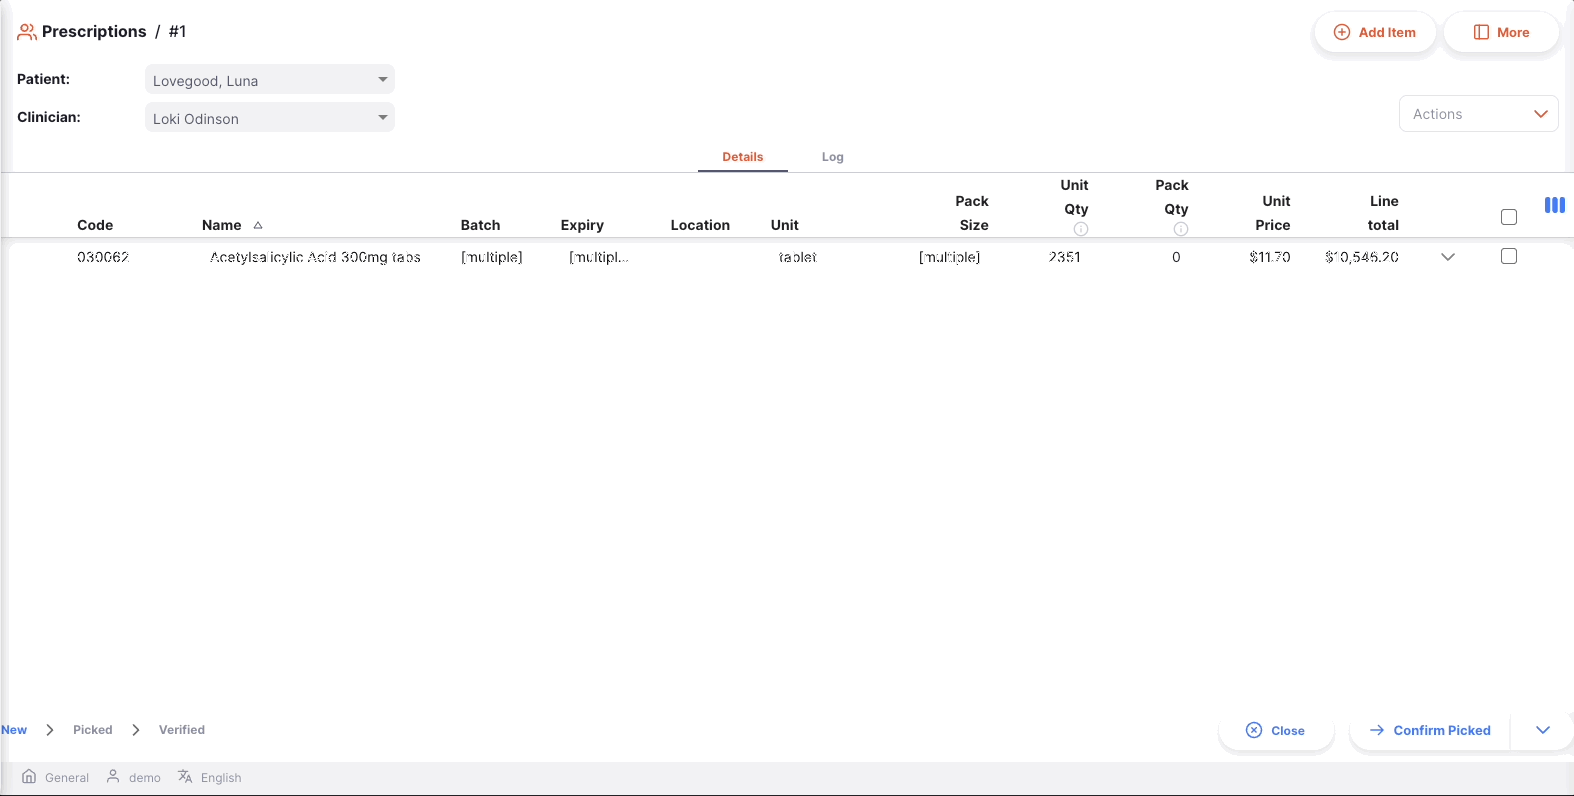 Prescriptions / #1
Add Item
More
Patient:
Lovegood, Luna
Clinician:
Loki Odinson
Actions
Details
Log
Code
Name
Batch
Expiry
Location
Unit
Pack Size
Unit Qty
Pack Qty
Unit Price
Line total
030062 Acetylsalicylic Acid 300mg tabs [multiple] [multipl... tablet [multiple] 2351 0 $11.70 $10,546.20
New > Picked > Verified
Close
Confirm Picked
General demo English